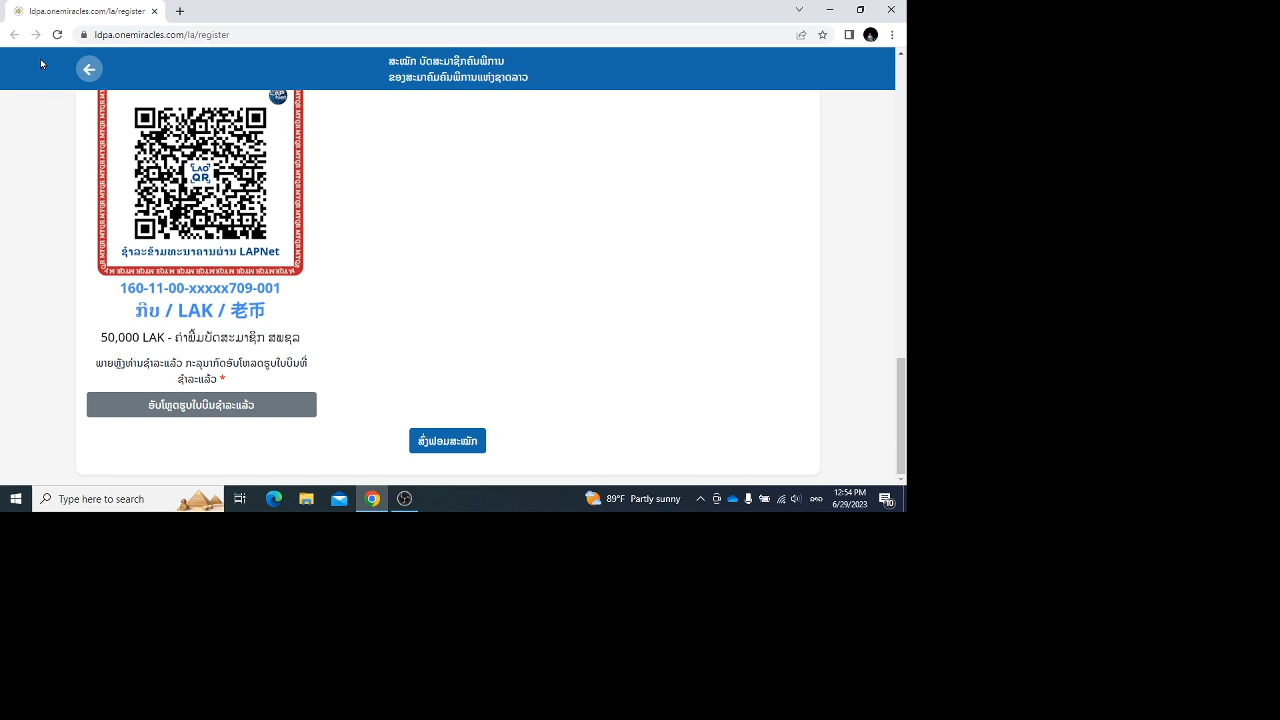 ldpa.onemiracles.com/la/register
ldpa.onemiracles.com/la/register
ສະໝັກ ບັດສະມາຊິກຄົນພິການ
ຂອງສະມາຄົມຄົນພິການແຫ່ງຊາດລາວ
LAP
Net
MTQR MTQR MTQR MTQR MTQR
LAO
QR
ຊຳລະຂ້າມທະນາຄານຜ່ານ LAPNet
160-11-00-xxxxx709-001
ກີບ / LAK / 老币
50,000 LAK - ຄ່າພິ້ມບັດສະມາຊິກ ສພຊລ
ພາຍຫຼັງທ່ານຊຳລະແລ້ວ ກະລຸນາກົດອັບໂຫລດຮູບໃບບິນທີ່
ຊຳລະແລ້ວ *
ອັບໂຫຼດຮູບໃບບິນຊຳລະແລ້ວ
ສົ່ງຟອມສະໝັກ
Type here to search
89°F Partly sunny
12:54 PM
6/29/2023
10